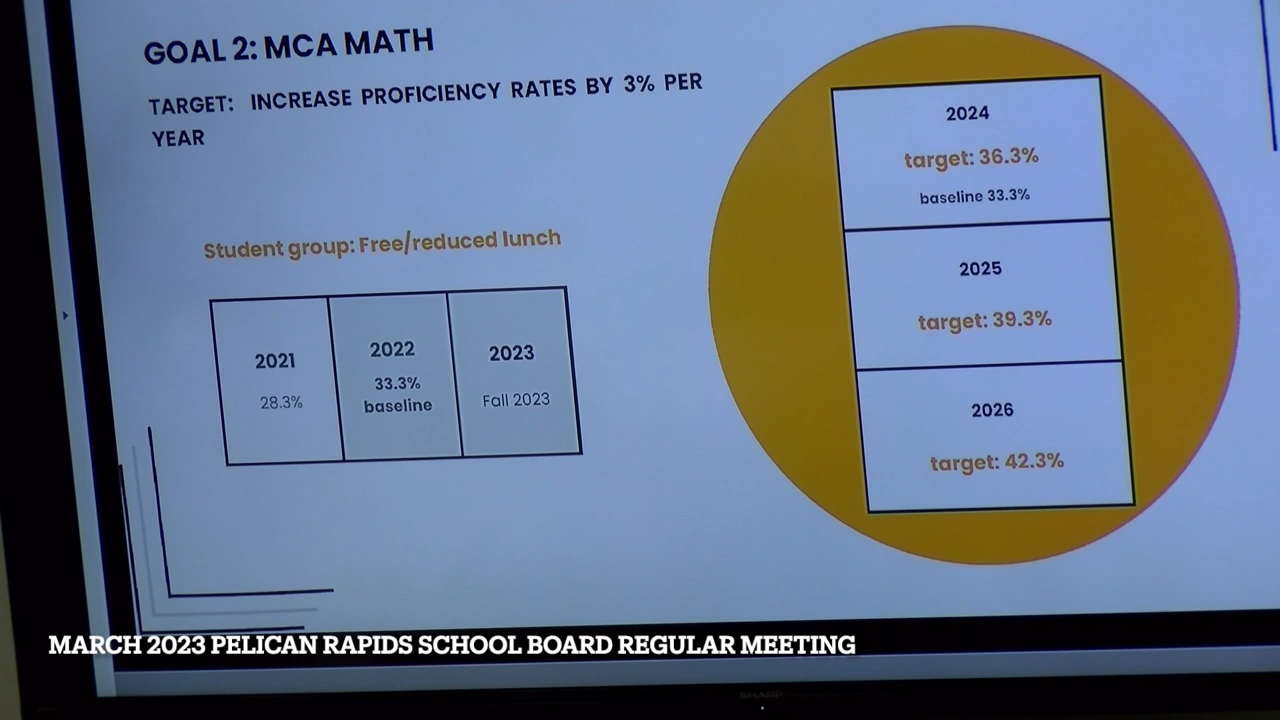 GOAL 2: MCA MATH
TARGET: INCREASE PROFICIENCY RATES BY 3% PER
YEAR
Student group: Free/reduced lunch
2021
28.3%
2022
33.3%
baseline
2023
Fall 2023
2024
target: 36.3%
baseline 33.3%
2025
target: 39.3%
2026
target: 42.3%
MARCH 2023 PELICAN RAPIDS SCHOOL BOARD REGULAR MEETING
SHARP